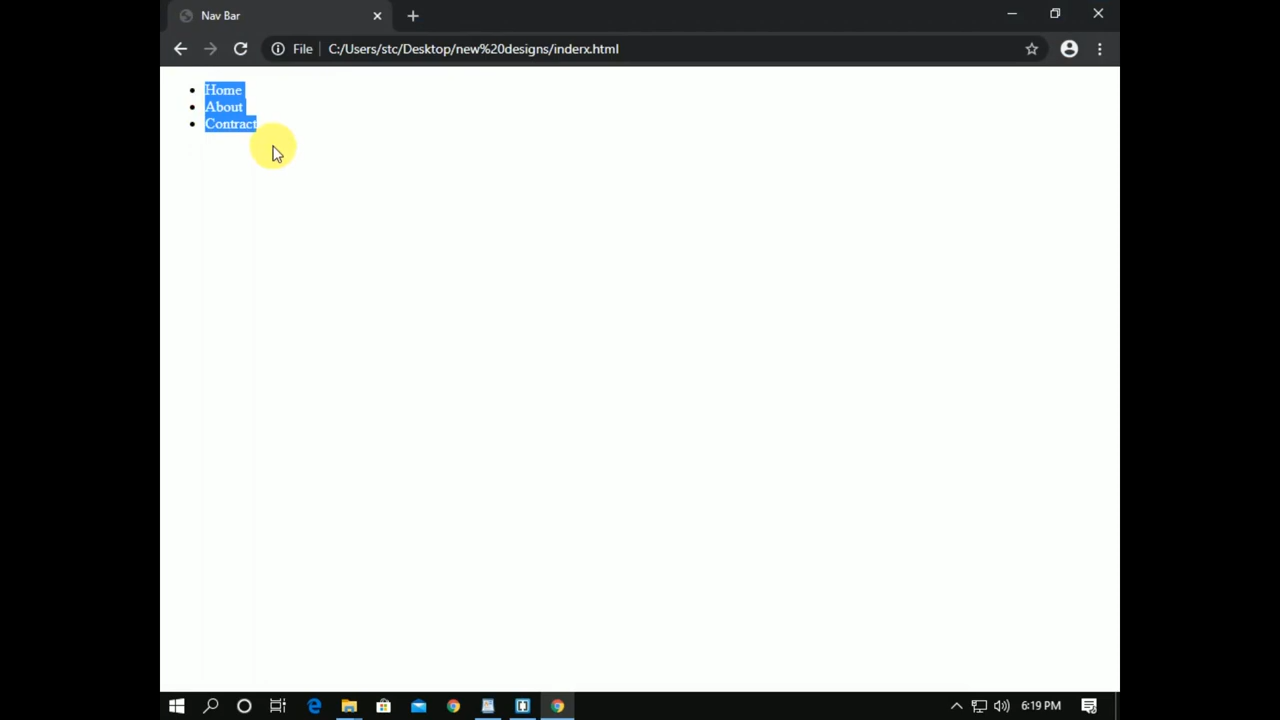 Nav Bar
File C:/Users/stc/Desktop/new%20designs/inderx.html
Home
About
Contract
6:19 PM